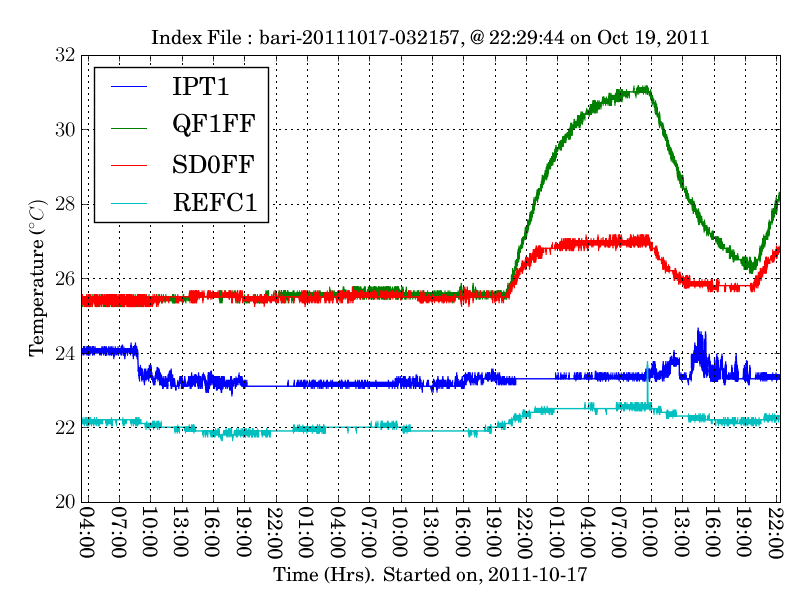 Index File : bari-20111017-032157, @ 22:29:44 on Oct 19, 2011
32
30
28
26
24
22
20
Temperature (°C)
IPT1
QF1FF
SD0FF
REFC1
04:00 07:00 10:00 13:00 16:00 19:00 22:00 01:00 04:00 07:00 10:00 13:00 16:00 19:00 22:00 01:00 04:00 07:00 10:00 13:00 16:00 19:00 22:00
Time (Hrs). Started on, 2011-10-17